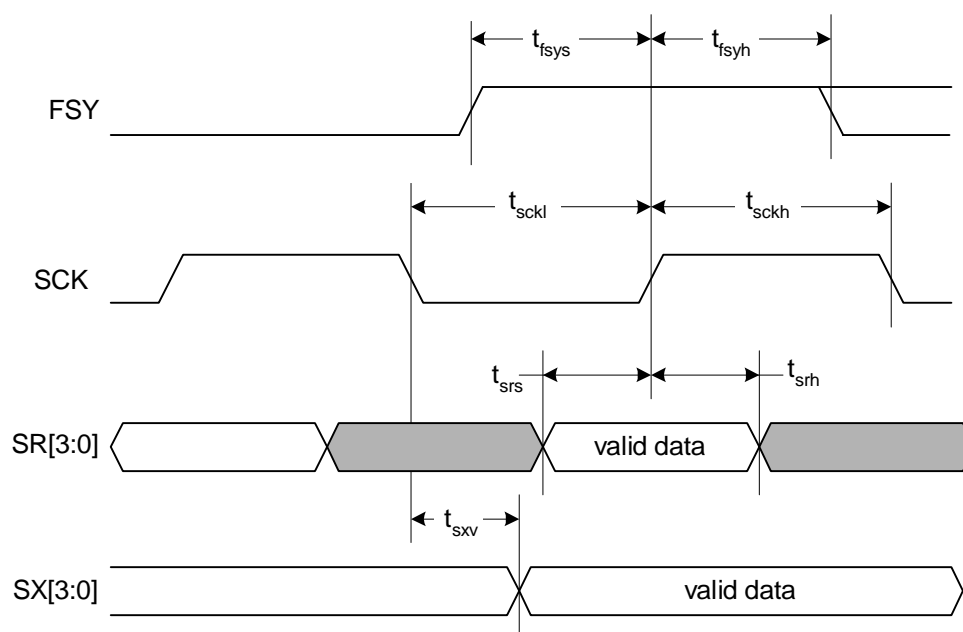 t_fsys t_fsyh
FSY
t_sckl t_sckh
SCK
t_srs t_srh
SR[3:0] valid data
t_sxv
SX[3:0] valid data